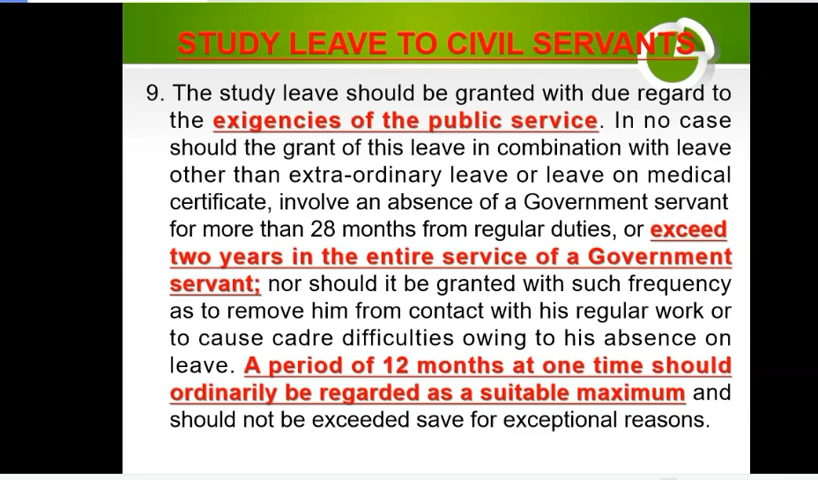 STUDY LEAVE TO CIVIL SERVANTS
9. The study leave should be granted with due regard to
the exigencies of the public service. In no case
should the grant of this leave in combination with leave
other than extra-ordinary leave or leave on medical
certificate, involve an absence of a Government servant
for more than 28 months from regular duties, or exceed
two years in the entire service of a Government
servant; nor should it be granted with such frequency
as to remove him from contact with his regular work or
to cause cadre difficulties owing to his absence on
leave. A period of 12 months at one time should
ordinarily be regarded as a suitable maximum and
should not be exceeded save for exceptional reasons.